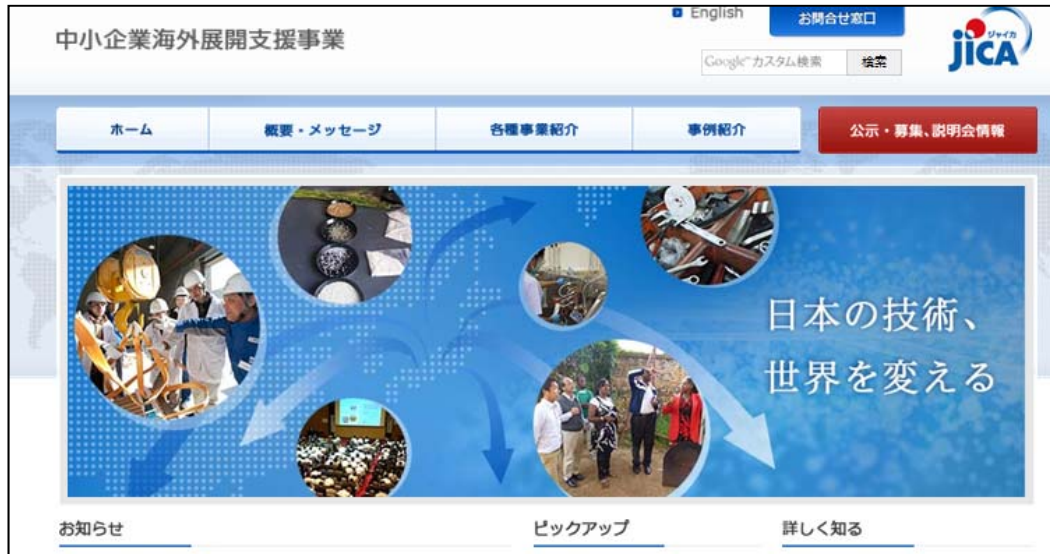 English
お問合せ窓口
中小企業海外展開支援事業
ジャイカ
JICA
Google™カスタム検索
検索
ホーム
概要・メッセージ
各種事業紹介
事例紹介
公示・募集、説明会情報
日本の技術、
世界を変える
お知らせ
ピックアップ
詳しく知る